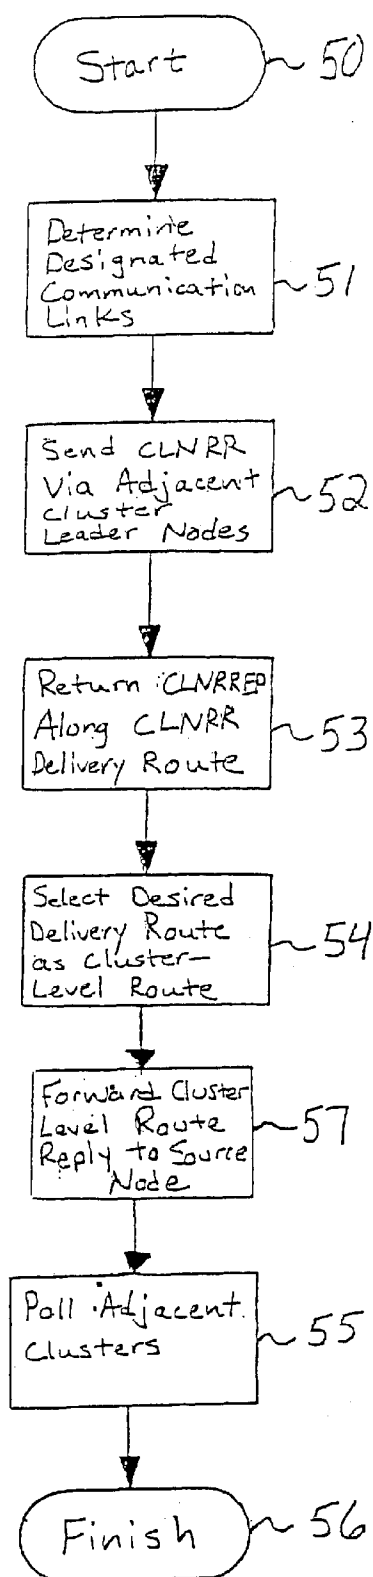 Start
50
Determine
Designated
Communication
Links
51
Send CLNRR
Via Adjacent
Cluster
Leader Nodes
52
Return CLNRREP
Along CLNRR
Delivery Route
53
Select Desired
Delivery Route
as Cluster-
Level Route
54
Forward Cluster
Level Route
Reply to Source
Node
57
Poll Adjacent
Clusters
55
Finish
56